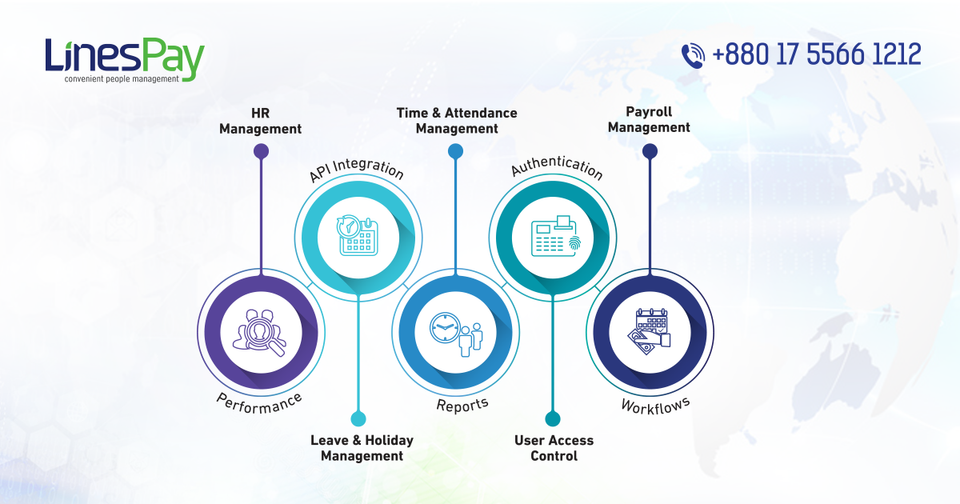 LinesPay
convenient people management
+880 17 5566 1212
HR
Management
Time & Attendance
Management
Payroll
Management
API Integration
Authentication
Performance
Reports
Workflows
Leave & Holiday
Management
User Access
Control